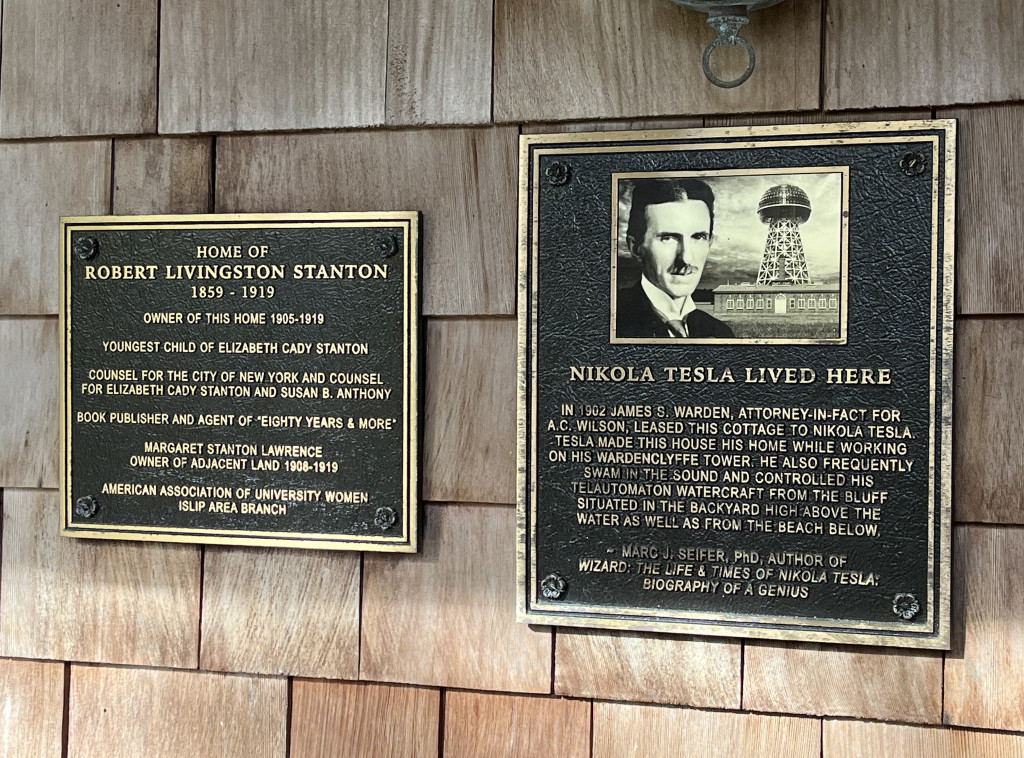 HOME OF
ROBERT LIVINGSTON STANTON
1859 - 1919
OWNER OF THIS HOME 1905-1919
YOUNGEST CHILD OF ELIZABETH CADY STANTON
COUNSEL FOR THE CITY OF NEW YORK AND COUNSEL
FOR ELIZABETH CADY STANTON AND SUSAN B. ANTHONY
BOOK PUBLISHER AND AGENT OF "EIGHTY YEARS & MORE"
MARGARET STANTON LAWRENCE
OWNER OF ADJACENT LAND 1908-1919
AMERICAN ASSOCIATION OF UNIVERSITY WOMEN
ISLIP AREA BRANCH
NIKOLA TESLA LIVED HERE
IN 1902 JAMES S. WARDEN, ATTORNEY-IN-FACT FOR
A.C. WILSON, LEASED THIS COTTAGE TO NIKOLA TESLA.
TESLA MADE THIS HOUSE HIS HOME WHILE WORKING
ON HIS WARDENCLYFFE TOWER. HE ALSO FREQUENTLY
SWAM IN THE SOUND AND CONTROLLED HIS
TELAUTOMATON WATERCRAFT FROM THE BLUFF
SITUATED IN THE BACKYARD HIGH ABOVE THE
WATER AS WELL AS FROM THE BEACH BELOW.
~ MARC J. SEIFER, PhD, AUTHOR OF
WIZARD: THE LIFE & TIMES OF NIKOLA TESLA:
BIOGRAPHY OF A GENIUS